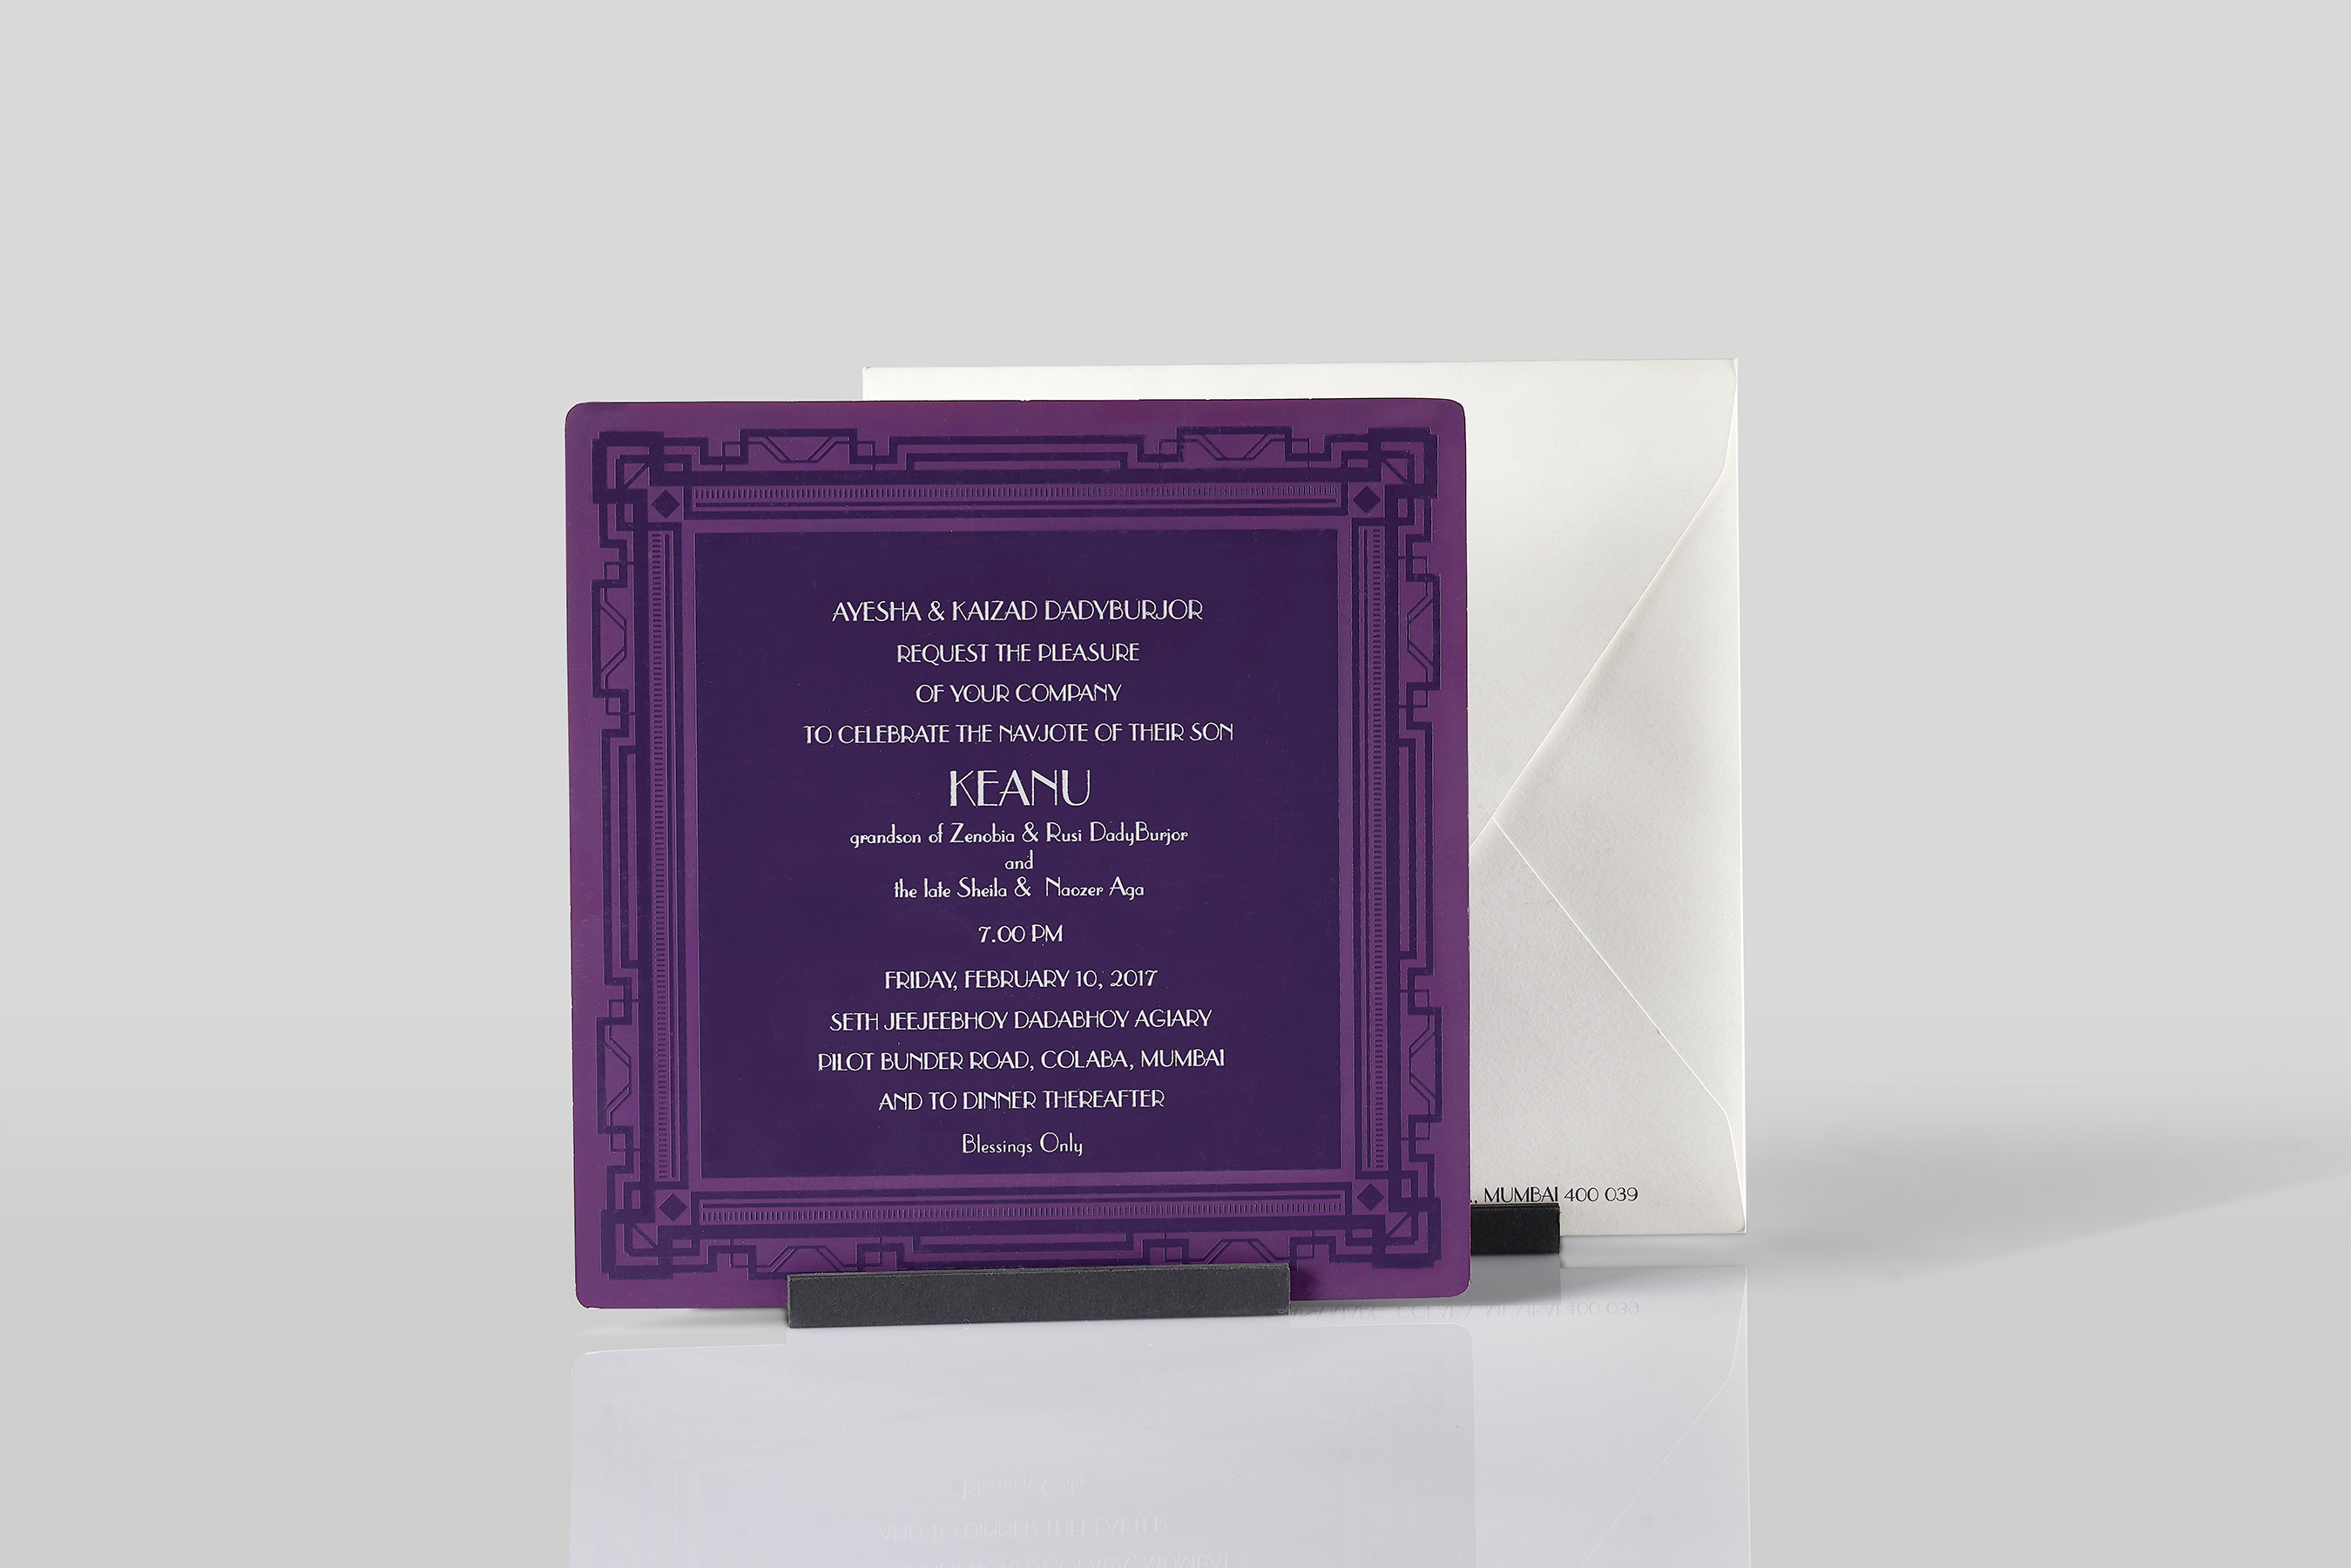 AYESHA & KAIZAD DADYBURJOR
REQUEST THE PLEASURE
OF YOUR COMPANY
TO CELEBRATE THE NAVJOTE OF THEIR SON
KEANU
grandson of Zenobia & Rusi DadyBurjor
and
the late Sheila & Naozer Aga
7.00 PM
FRIDAY, FEBRUARY 10, 2017
SETH JEEJEEBHOY DADABHOY AGIARY
PILOT BUNDER ROAD, COLABA, MUMBAI
AND TO DINNER THEREAFTER
Blessings Only
, MUMBAI 400 039